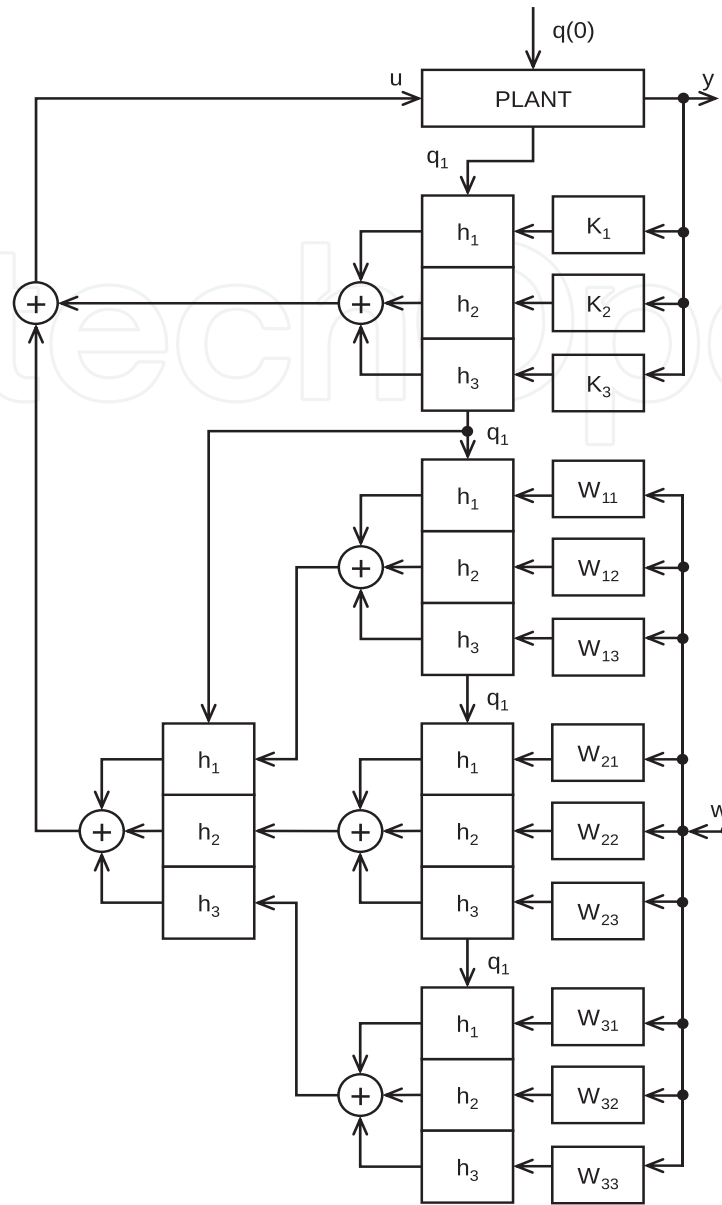 q(0)
u
PLANT
y
q1
h1
K1
+
+
h2
K2
h3
K3
q1
h1
W11
+
h2
W12
h3
W13
q1
h1
h1
W21
+
h2
+
h2
W22
w
h3
h3
W23
q1
h1
W31
+
h2
W32
h3
W33